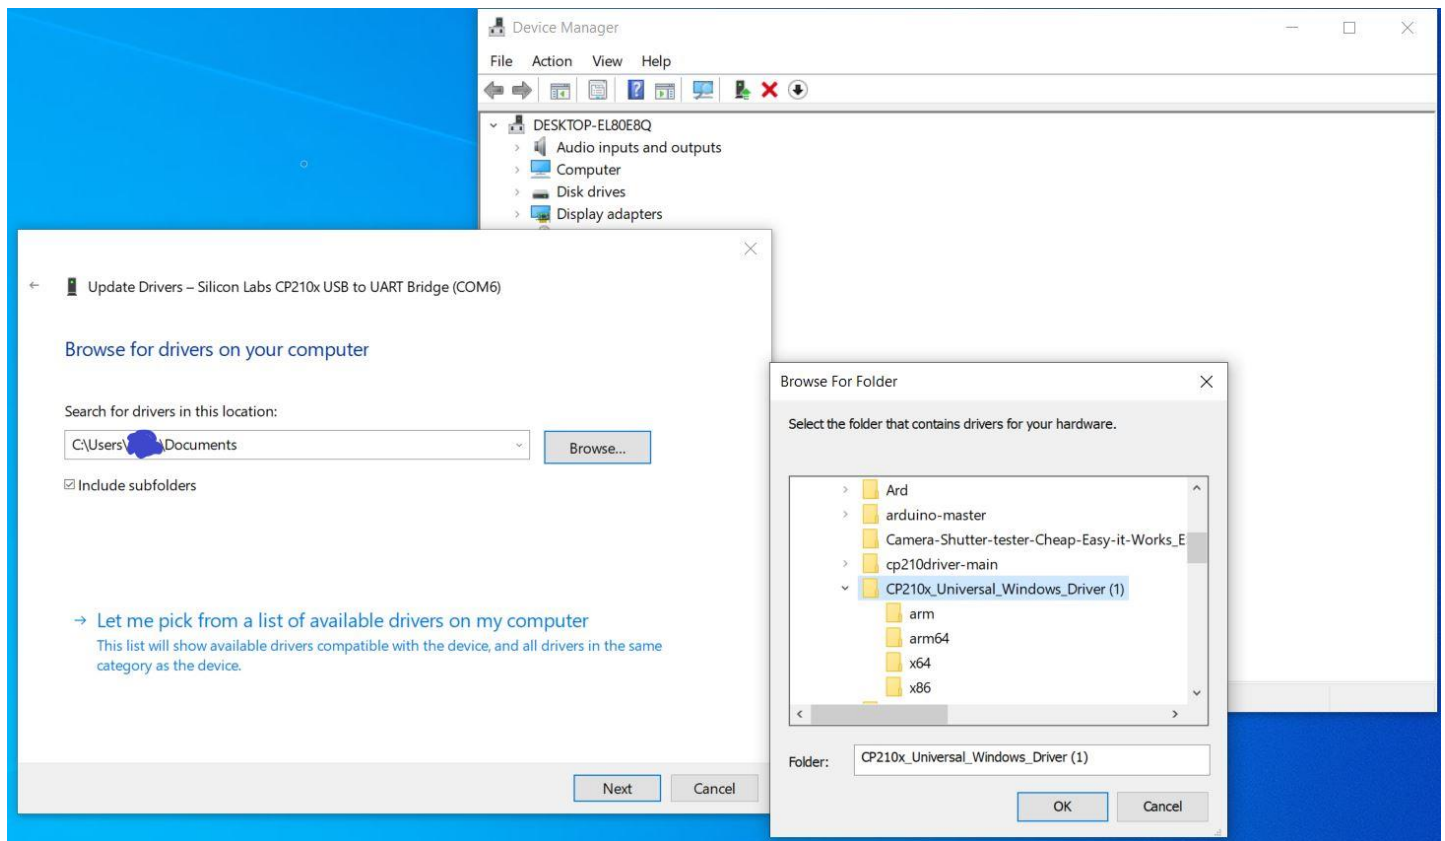 Device Manager
File Action View Help
DESKTOP-EL80E8Q
Audio inputs and outputs
Computer
Disk drives
Display adapters
Update Drivers – Silicon Labs CP210x USB to UART Bridge (COM6)
Browse for drivers on your computer
Search for drivers in this location:
C:\Users\ \Documents
Browse...
Include subfolders
→ Let me pick from a list of available drivers on my computer
This list will show available drivers compatible with the device, and all drivers in the same
category as the device.
Next Cancel
Browse For Folder
Select the folder that contains drivers for your hardware.
Ard
arduino-master
Camera-Shutter-tester-Cheap-Easy-it-Works_E
cp210driver-main
CP210x_Universal_Windows_Driver (1)
arm
arm64
x64
x86
Folder: CP210x_Universal_Windows_Driver (1)
OK Cancel